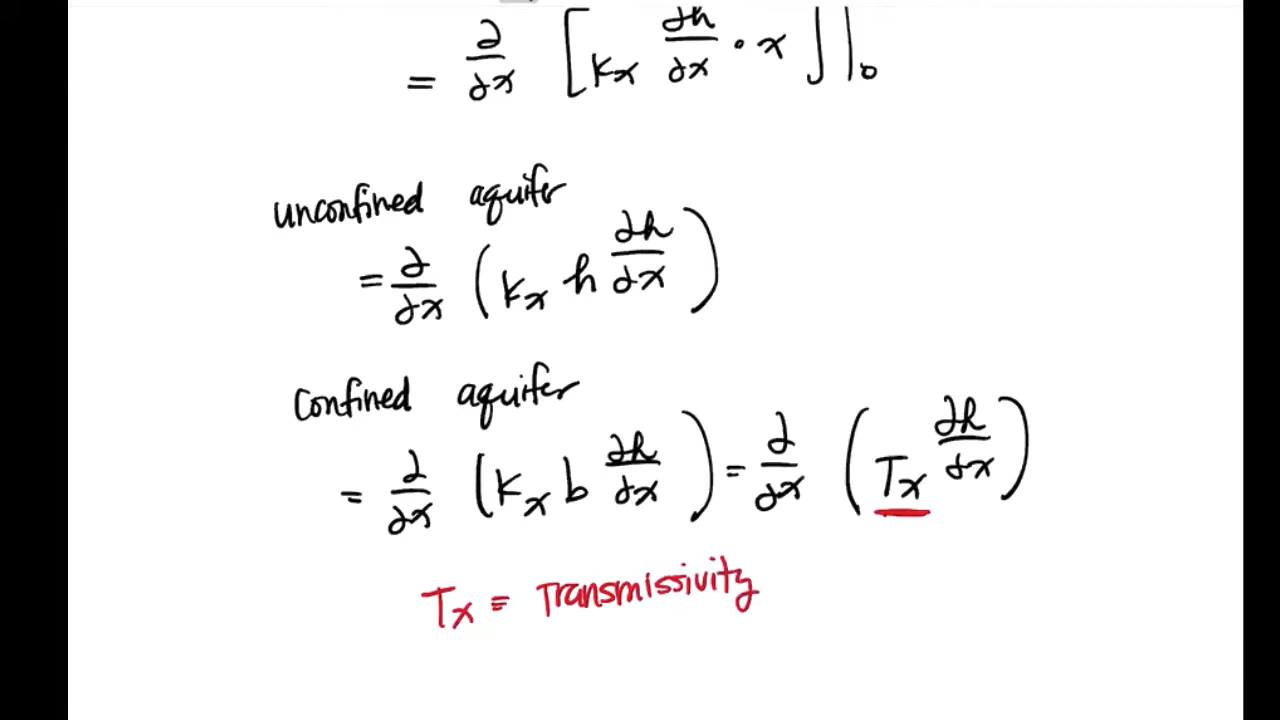 = ∂/∂x [Kx ∂h/∂x · x]|₀
unconfined aquifer
= ∂/∂x (Kx h ∂h/∂x)
Confined aquifer
= ∂/∂x (Kx b ∂h/∂x) = ∂/∂x (Tx ∂h/∂x)
Tx = Transmissivity